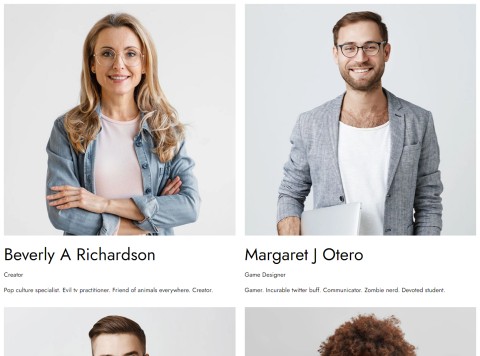 Beverly A Richardson
Creator
Pop culture specialist. Evil tv practitioner. Friend of animals everywhere. Creator.
Margaret J Otero
Game Designer
Gamer. Incurable twitter buff. Communicator. Zombie nerd. Devoted student.